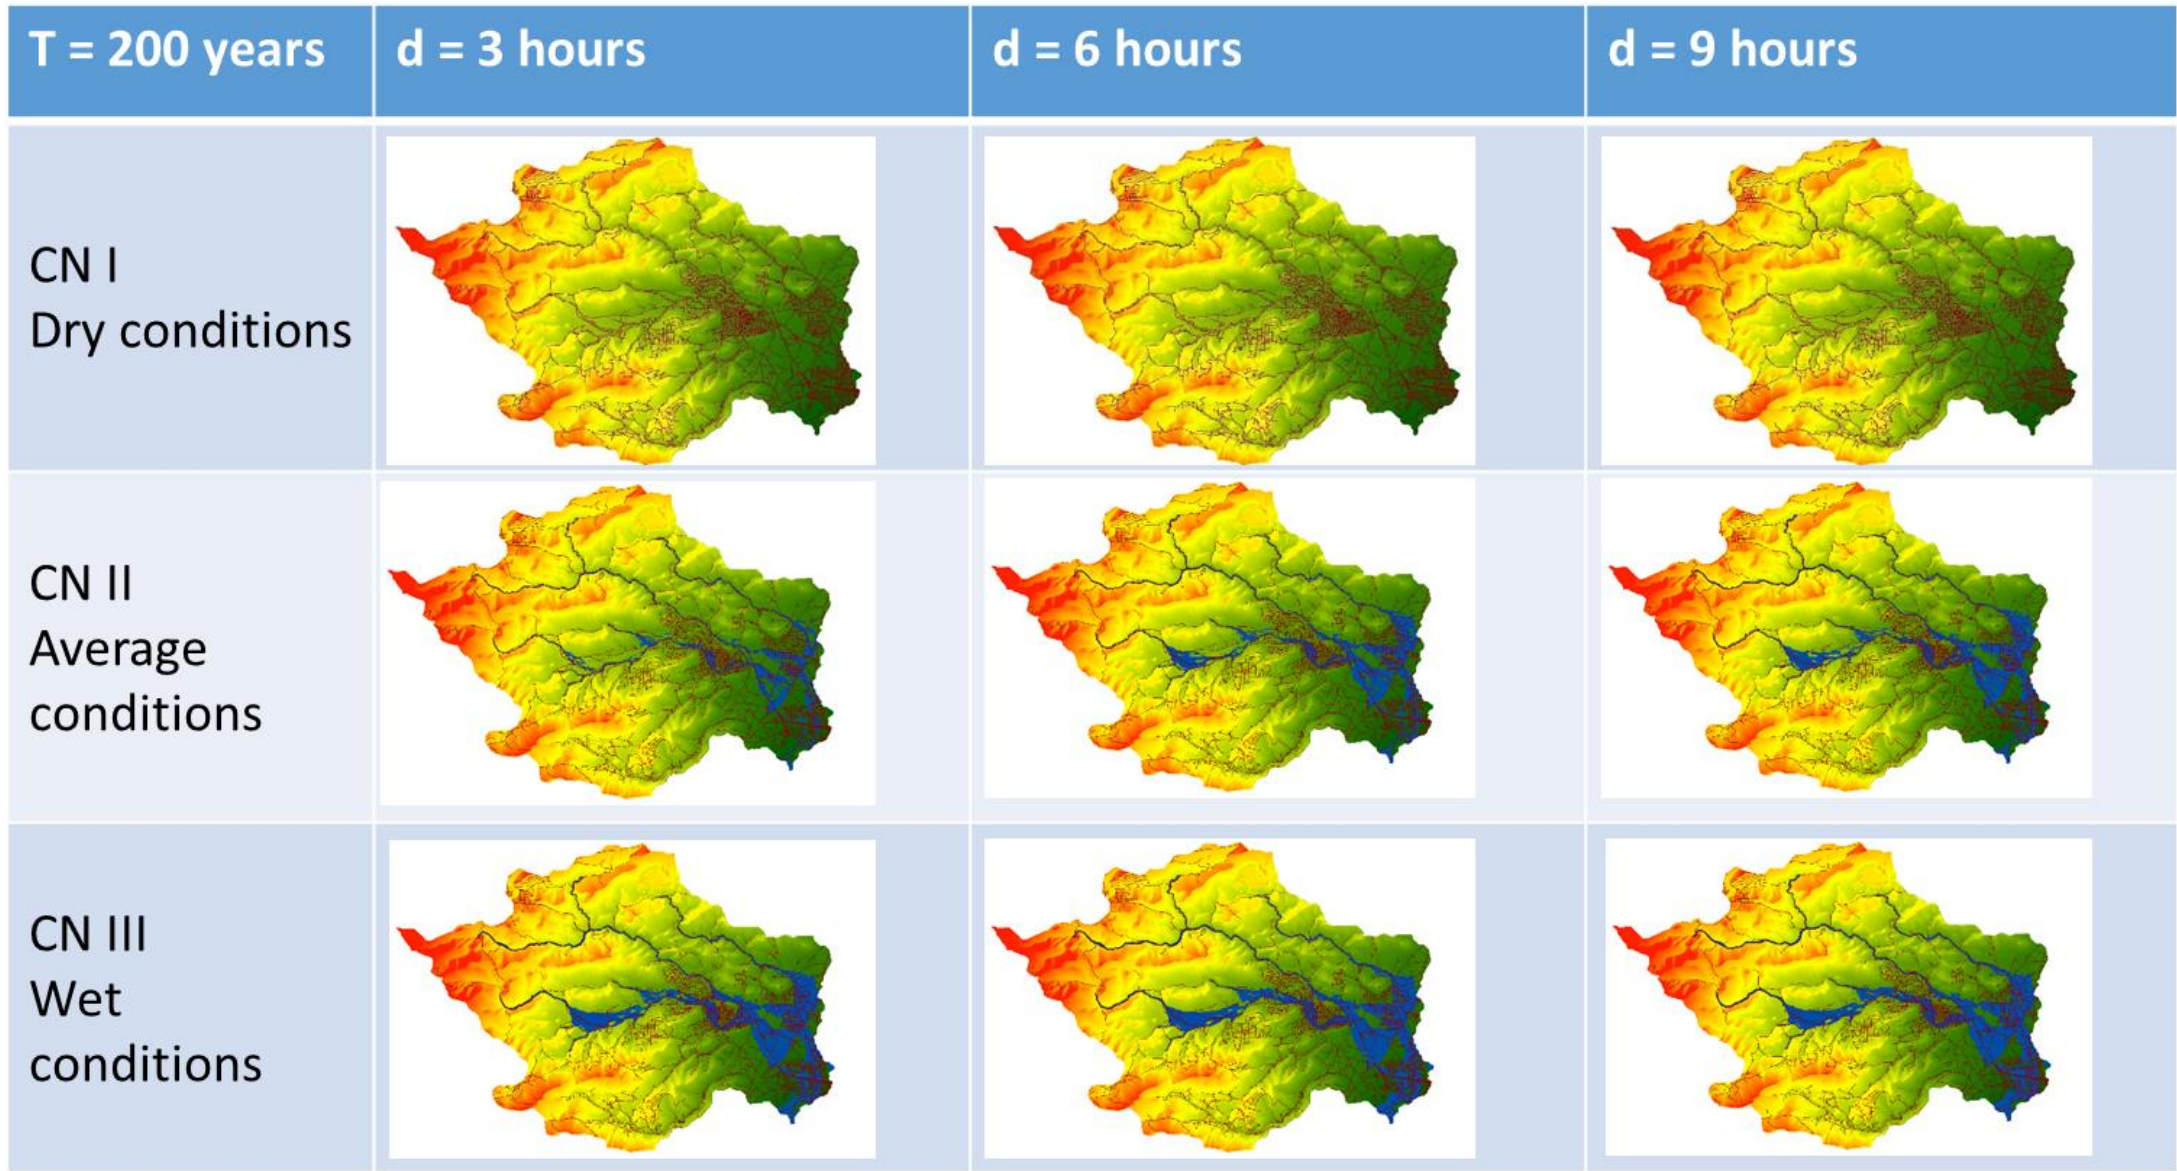 T = 200 years
d = 3 hours
d = 6 hours
d = 9 hours
CN I
Dry conditions
CN II
Average
conditions
CN III
Wet
conditions